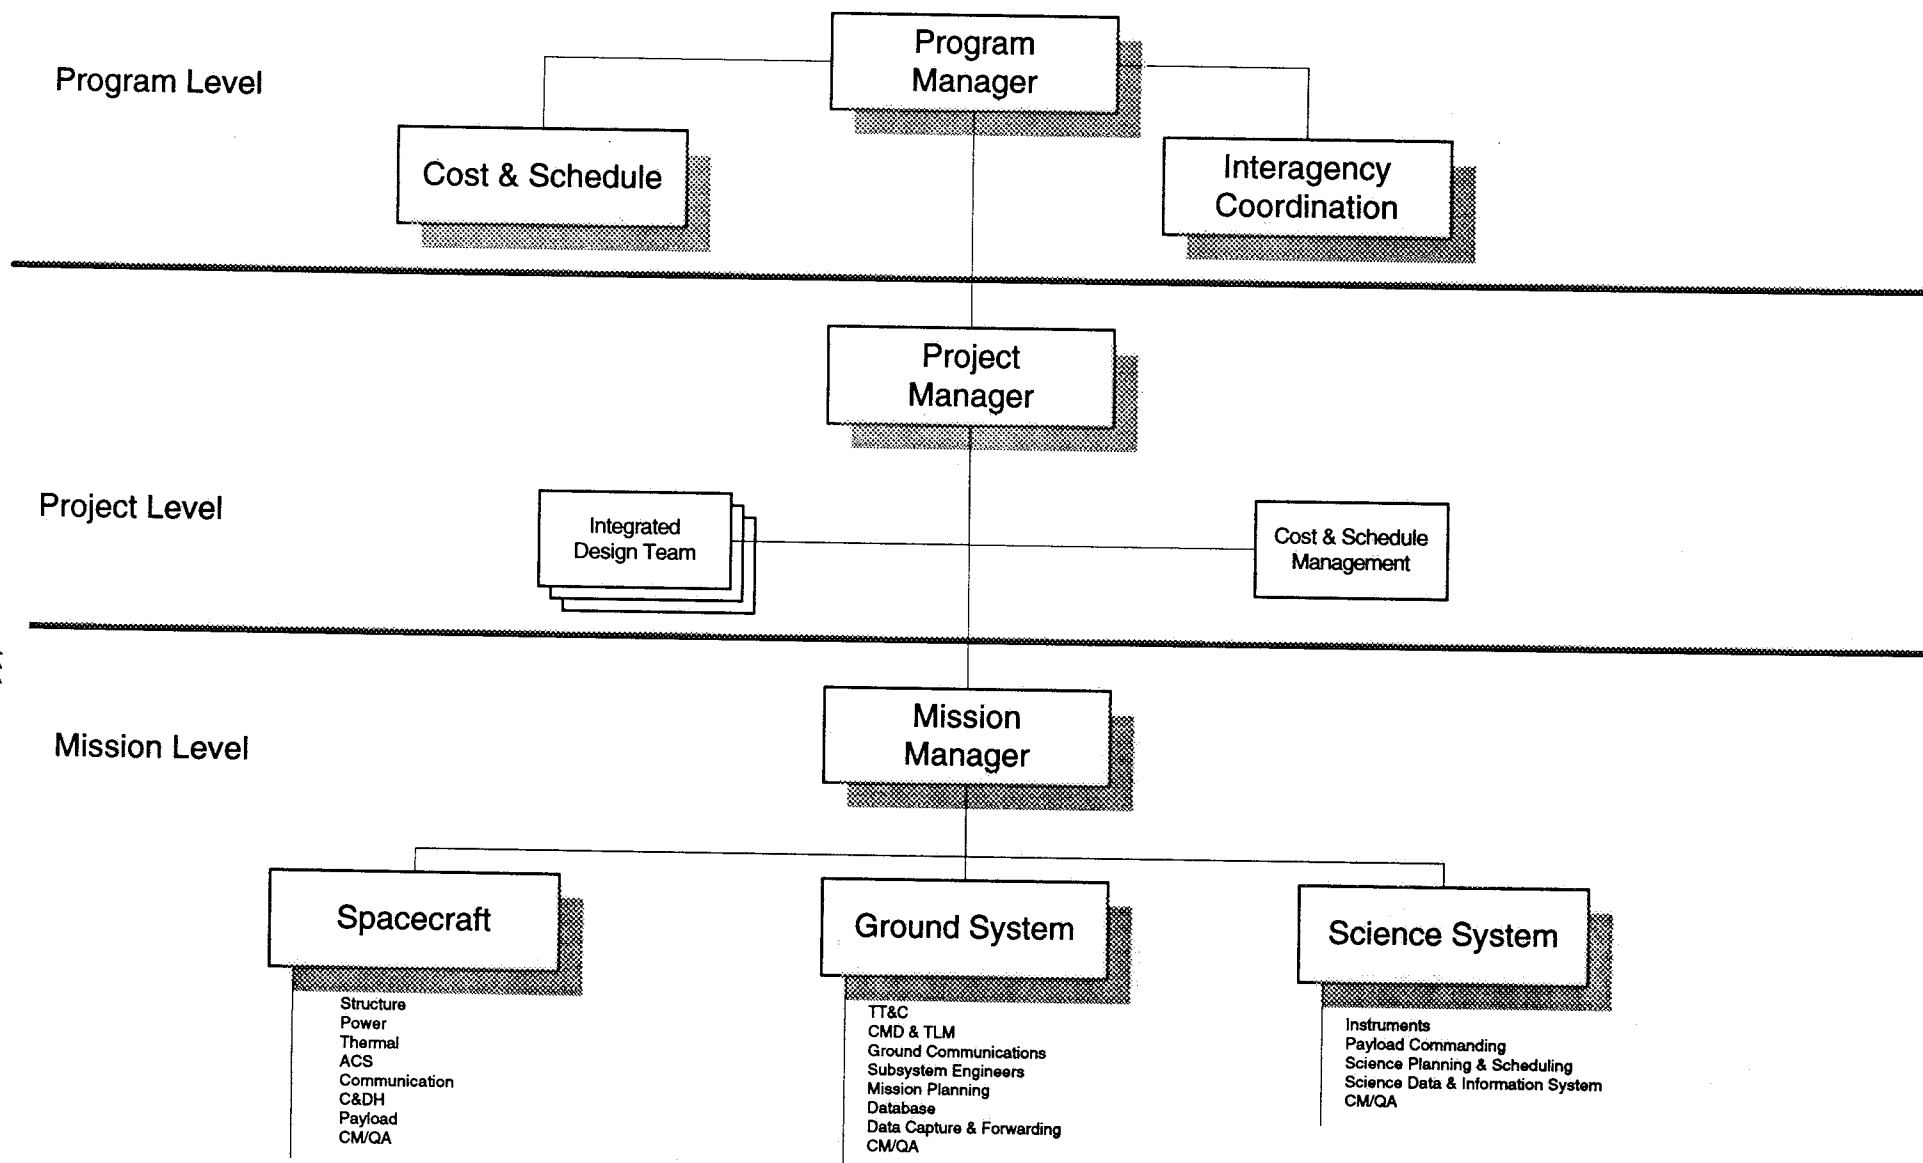 Program
Manager
Program Level
Cost & Schedule
Interagency
Coordination
Project
Manager
Project Level
Integrated
Design Team
Cost & Schedule
Management
Mission
Manager
Mission Level
Spacecraft
Structure
Power
Thermal
ACS
Communication
C&DH
Payload
CM/QA
Ground System
TT&C
CMD & TLM
Ground Communications
Subsystem Engineers
Mission Planning
Database
Data Capture & Forwarding
CM/QA
Science System
Instruments
Payload Commanding
Science Planning & Scheduling
Science Data & Information System
CM/QA